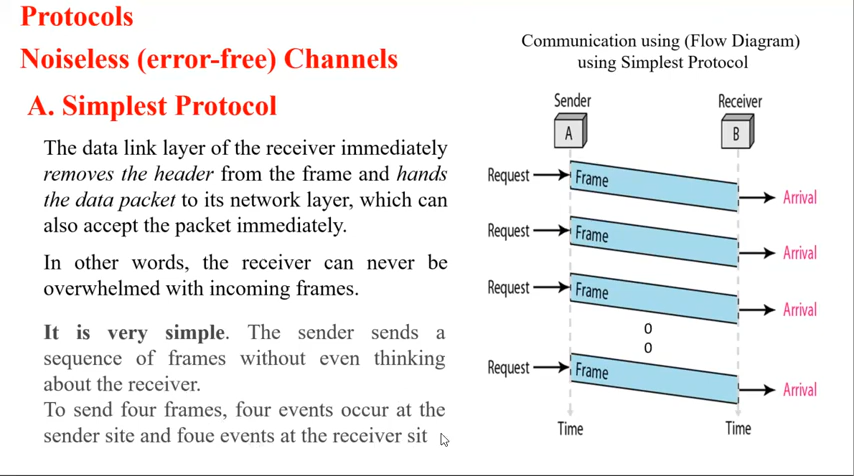 Protocols
Noiseless (error-free) Channels
A. Simplest Protocol
The data link layer of the receiver immediately
removes the header from the frame and hands
the data packet to its network layer, which can
also accept the packet immediately.
In other words, the receiver can never be
overwhelmed with incoming frames.
It is very simple. The sender sends a
sequence of frames without even thinking
about the receiver.
To send four frames, four events occur at the
sender site and foue events at the receiver sit
Communication using (Flow Diagram)
using Simplest Protocol
Sender
Receiver
A
B
Request
Frame
Arrival
Request
Frame
Arrival
Request
Frame
Arrival
o
o
Request
Frame
Arrival
Time
Time